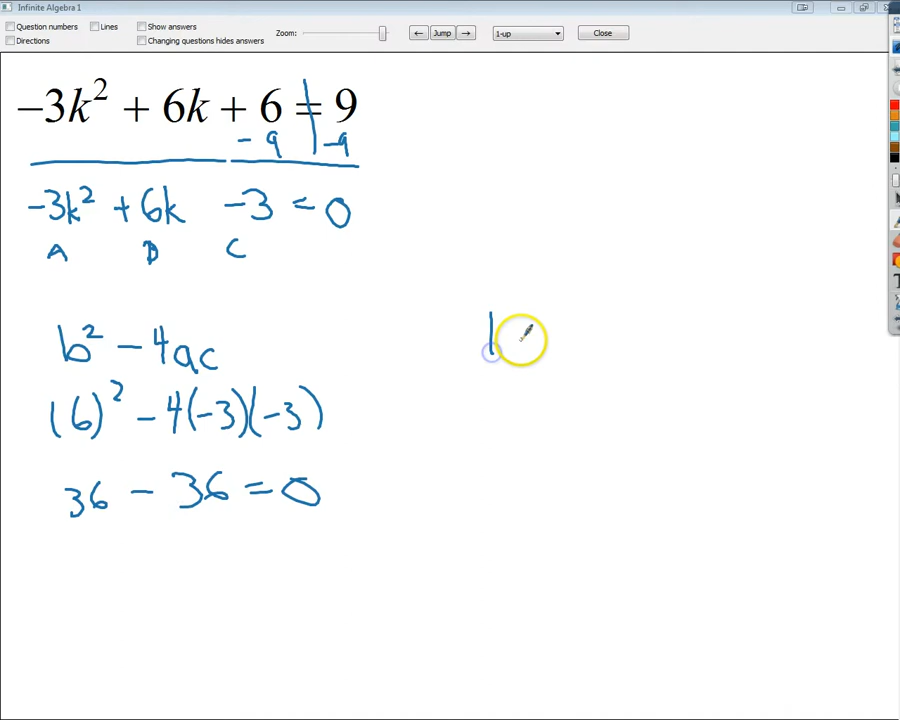 Infinite Algebra 1
Question numbers Lines Show answers
Directions Changing questions hides answers
Zoom: Jump 1-up Close
−3k² + 6k + 6 = 9
− 9 −9
−3k² + 6k −3 = 0
A B C
b² − 4ac
(6)² − 4(−3)(−3)
36 − 36 = 0
1